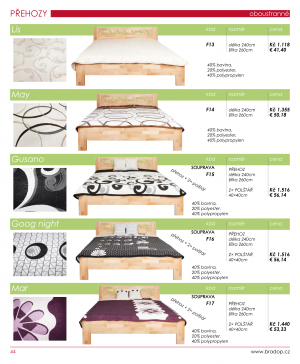 PŘEHOZY
oboustranné
Lis
kód rozměr cena
F13
délka 240cm
šířka 260cm
Kč 1.118
€ 41,40
40% bavlna,
20% polyester,
40% polypropylen
May
kód rozměr cena
F14
délka 240cm
šířka 260cm
Kč 1.355
€ 50,18
40% bavlna,
20% polyester,
40% polypropylen
Gusano
kód rozměr cena
přehoz + 2× polštář
SOUPRAVA
F15
PŘEHOZ
délka 240cm
šířka 260cm
2× POLŠTÁŘ
40×40cm
Kč 1.516
€ 56,14
40% bavlna,
20% polyester,
40% polypropylen
Goog night
kód rozměr cena
přehoz + 2× polštář
SOUPRAVA
F16
PŘEHOZ
délka 240cm
šířka 260cm
2× POLŠTÁŘ
40×40cm
Kč 1.516
€ 56,14
40% bavlna,
20% polyester,
40% polypropylen
Mar
kód rozměr cena
přehoz + 2× polštář
SOUPRAVA
F17
PŘEHOZ
délka 240cm
šířka 260cm
2× POLŠTÁŘ
40×40cm
Kč 1.440
€ 53,33
40% bavlna,
20% polyester,
40% polypropylen
44
www.bradop.cz